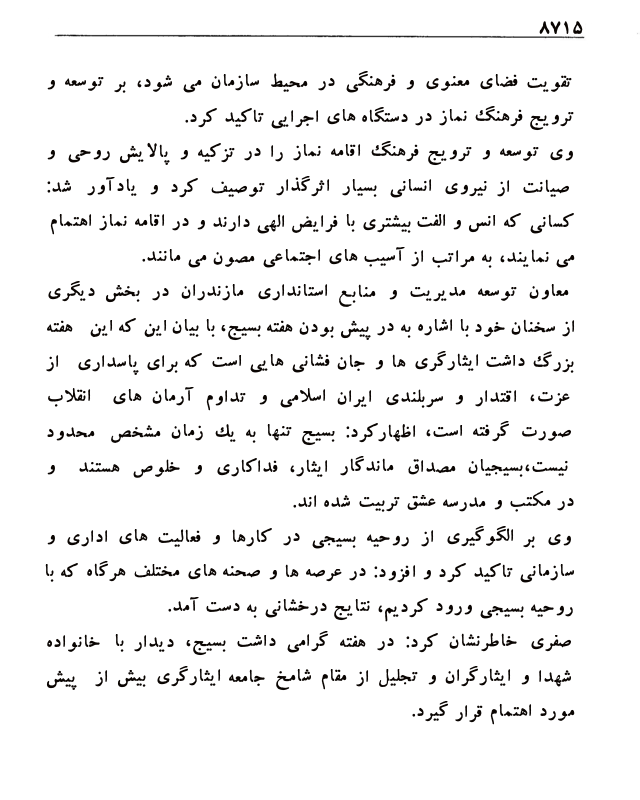 ۸۷۱۵
تقویت فضای معنوی و فرهنگی در محیط سازمان می شود، بر توسعه و
ترویج فرهنگ نماز در دستگاه های اجرایی تاکید کرد.
وی توسعه و ترویج فرهنگ اقامه نماز را در تزکیه و پالایش روحی و
صیانت از نیروی انسانی بسیار اثرگذار توصیف کرد و یادآور شد:
کسانی که انس و الفت بیشتری با فرایض الهی دارند و در اقامه نماز اهتمام
می نمایند، به مراتب از آسیب های اجتماعی مصون می مانند.
معاون توسعه مدیریت و منابع استانداری مازندران در بخش دیگری
از سخنان خود با اشاره به در پیش بودن هفته بسیج، با بیان این که این هفته
بزرگ داشت ایثارگری ها و جان فشانی هایی است که برای پاسداری از
عزت، اقتدار و سربلندی ایران اسلامی و تداوم آرمان های انقلاب
صورت گرفته است، اظهارکرد: بسیج تنها به یک زمان مشخص محدود
نیست،بسیجیان مصداق ماندگار ایثار، فداکاری و خلوص هستند و
در مکتب و مدرسه عشق تربیت شده اند.
وی بر الگوگیری از روحیه بسیجی در کارها و فعالیت های اداری و
سازمانی تاکید کرد و افزود: در عرصه ها و صحنه های مختلف هرگاه که با
روحیه بسیجی ورود کردیم، نتایج درخشانی به دست آمد.
صفری خاطرنشان کرد: در هفته گرامی داشت بسیج، دیدار با خانواده
شهدا و ایثارگران و تجلیل از مقام شامخ جامعه ایثارگری بیش از پیش
مورد اهتمام قرار گیرد.